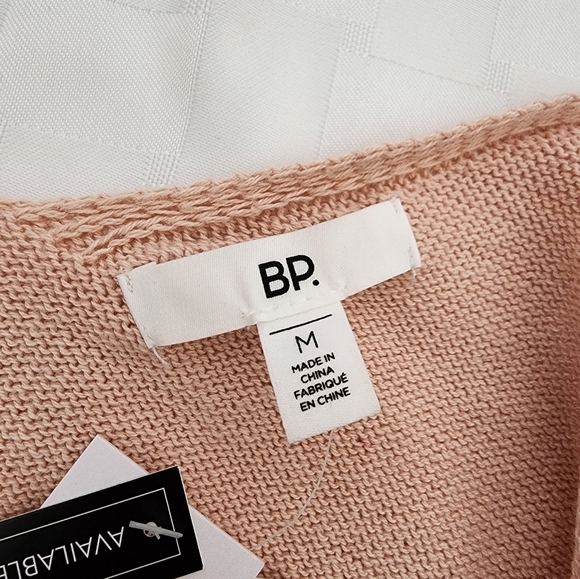 BP.
M
MADE IN
CHINA
FABRIQUÉ
EN CHINE
AVAILABLE